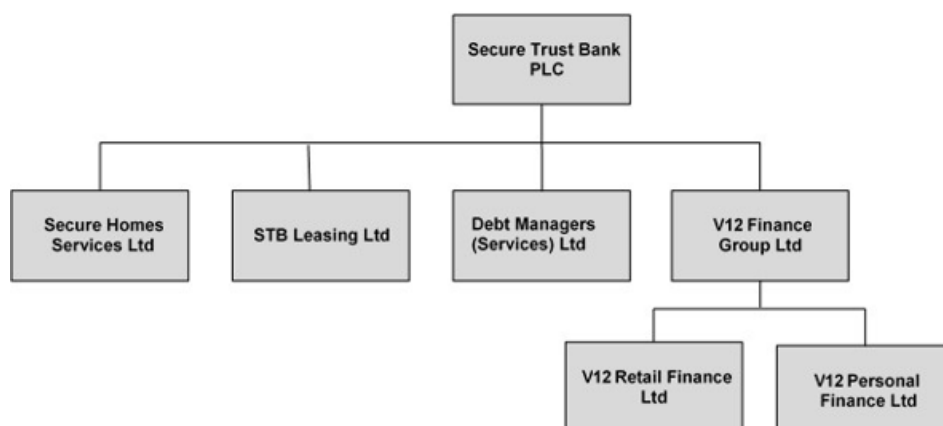 Secure Trust Bank
PLC
Secure Homes
Services Ltd
STB Leasing Ltd
Debt Managers
(Services) Ltd
V12 Finance
Group Ltd
V12 Retail Finance
Ltd
V12 Personal
Finance Ltd